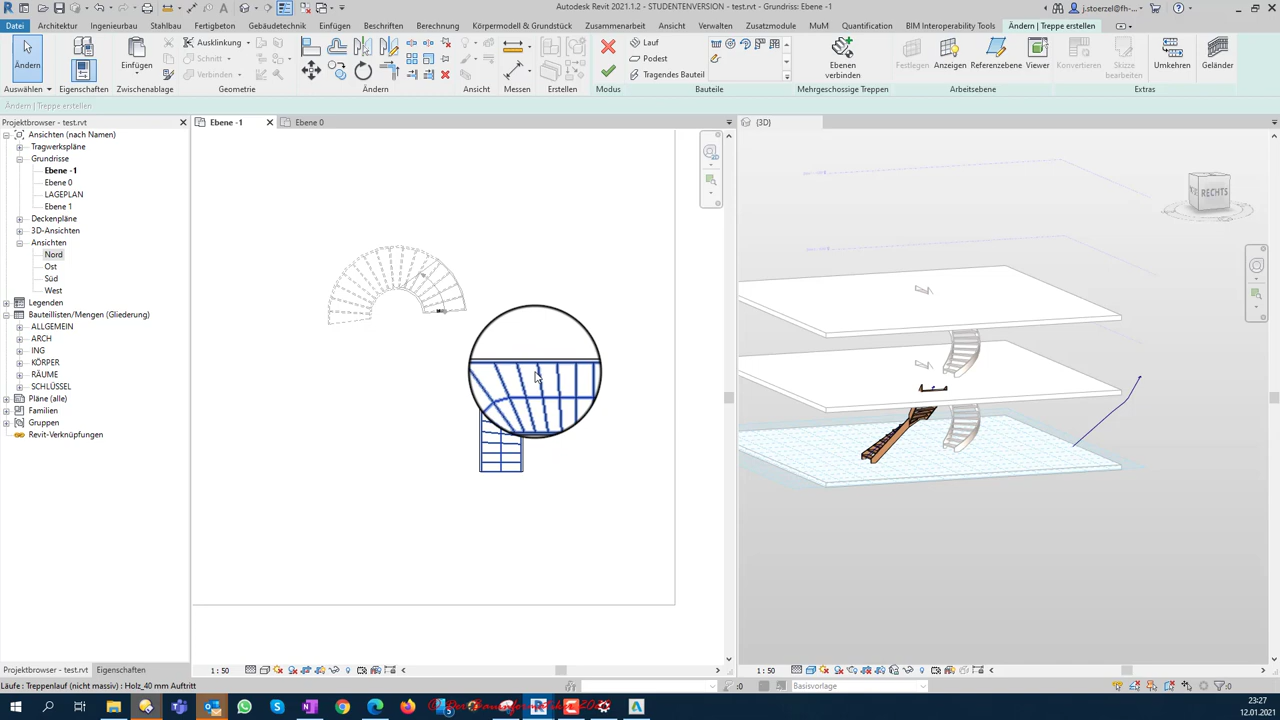 Autodesk Revit 2021.1.2 - STUDENTENVERSION - test.rvt - Grundriss: Ebene -1
j.stoerzel@fh-...
Datei Architektur Ingenieurbau Stahlbau Fertigbeton Gebäudetechnik Einfügen Beschriften Berechnung Körpermodell & Grundstück Zusammenarbeit Ansicht Verwalten Zusatzmodule MuM Quantification BIM Interoperability Tools Ändern | Treppe erstellen
Ändern
Einfügen
Ausklinkung
Schnitt
Verbinden
Lauf
Podest
Tragendes Bauteil
Ebenen verbinden
Festlegen Anzeigen Referenzebene Viewer
Konvertieren Skizze bearbeiten
Umkehren Geländer
Auswählen Eigenschaften Zwischenablage Geometrie Ändern Ansicht Messen Erstellen Modus Bauteile Mehrgeschossige Treppen Arbeitsebene Extras
Ändern | Treppe erstellen
Projektbrowser - test.rvt
Ebene -1
Ebene 0
{3D}
Ansichten (nach Namen)
Tragwerkspläne
Grundrisse
Ebene -1
Ebene 0
LAGEPLAN
Ebene 1
Deckenpläne
3D-Ansichten
Ansichten
Nord
Ost
Süd
West
Legenden
Bauteillisten/Mengen (Gliederung)
ALLGEMEIN
ARCH
ING
KÖRPER
RÄUME
SCHLÜSSEL
Pläne (alle)
Familien
Gruppen
Revit-Verknüpfungen
RECHTS
Projektbrowser - test.rvt Eigenschaften
1 : 50
1 : 50
Läufe : Treppenlauf (nicht massiv) : Holz_40 mm Auftritt
:0
Basisvorlage
:0
23:27
12.01.2021